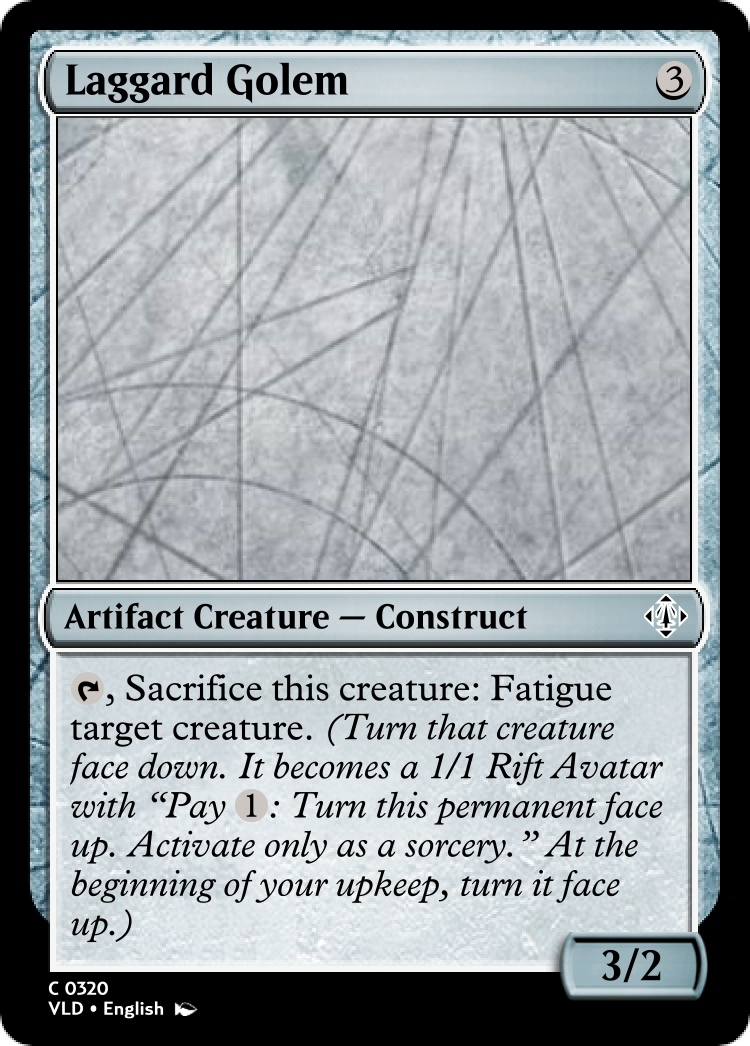 Laggard Golem 3
Artifact Creature — Construct
, Sacrifice this creature: Fatigue
target creature. (Turn that creature
face down. It becomes a 1/1 Rift Avatar
with “Pay 1: Turn this permanent face
up. Activate only as a sorcery.” At the
beginning of your upkeep, turn it face
up.)
3/2
C 0320
VLD • English